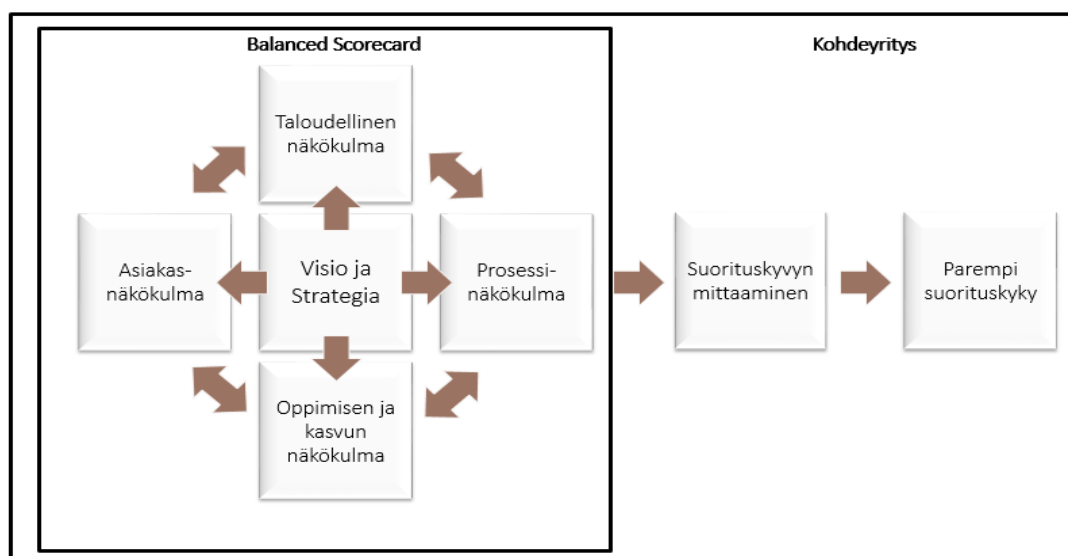 Balanced Scorecard
Kohdeyritys
Taloudellinen
näkökulma
Asiakas-
näkökulma
Visio ja
Strategia
Prosessi-
näkökulma
Suorituskyvyn
mittaaminen
Parempi
suorituskyky
Oppimisen ja
kasvun
näkökulma